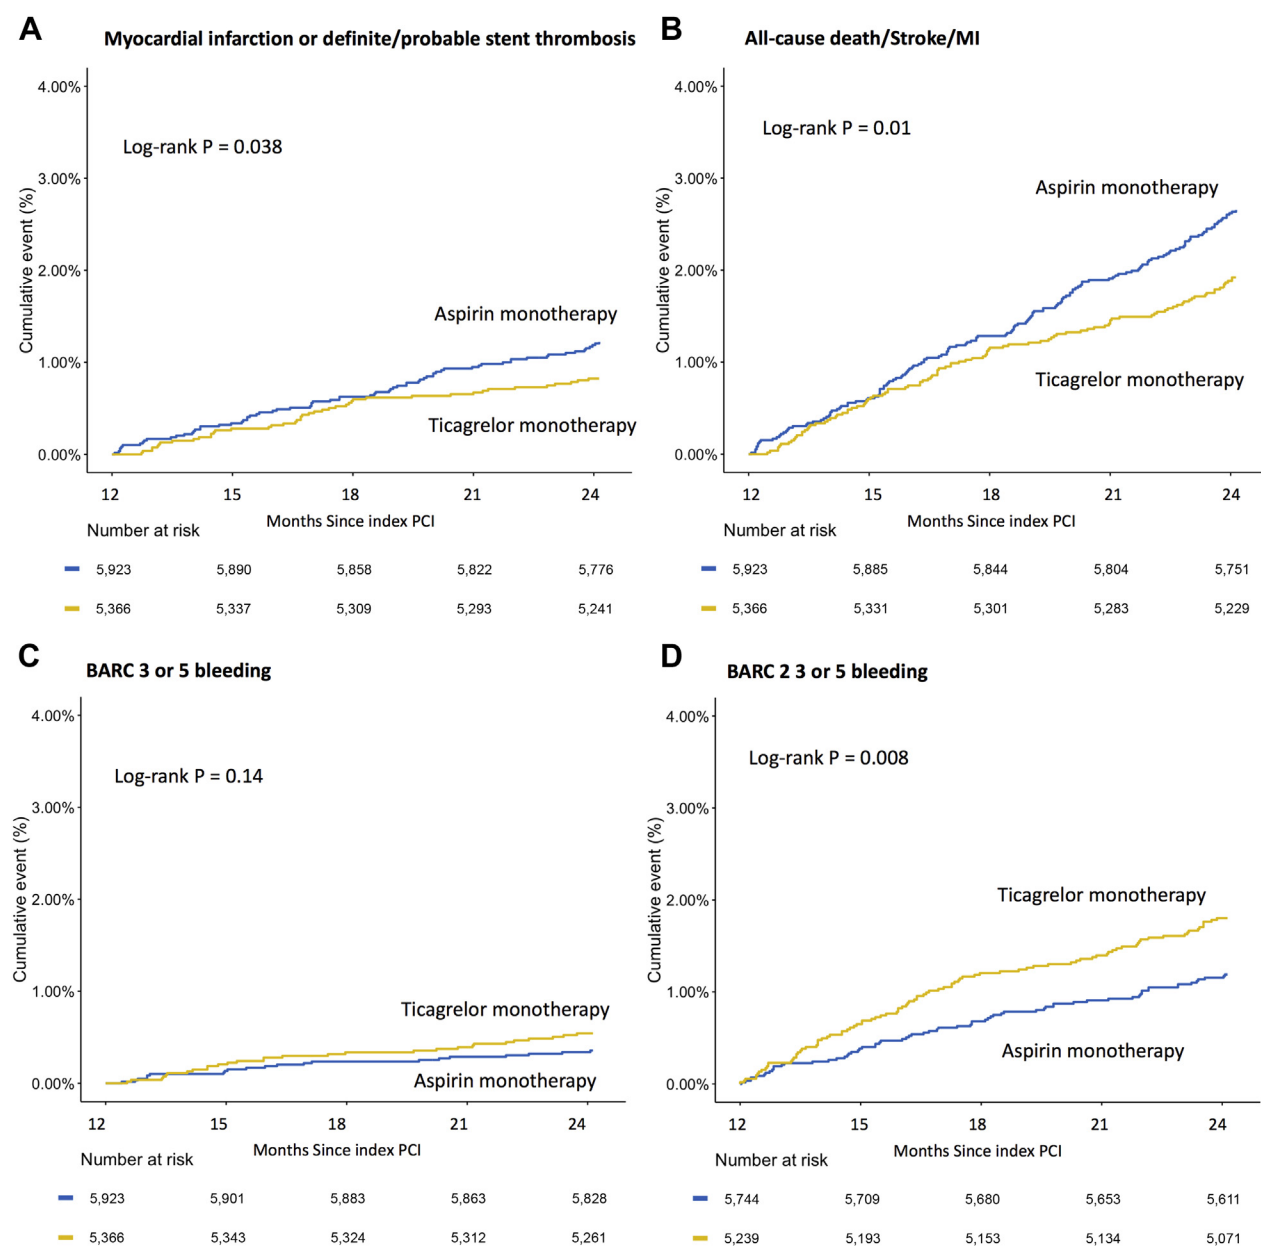 A
Myocardial infarction or definite/probable stent thrombosis
4.00%
Log-rank P = 0.038
3.00%
Cumulative event (%)
2.00%
Aspirin monotherapy
1.00%
Ticagrelor monotherapy
0.00%
12 15 18 21 24
Months Since index PCI
Number at risk
5,923 5,890 5,858 5,822 5,776
5,366 5,337 5,309 5,293 5,241
B
All-cause death/Stroke/MI
4.00%
Log-rank P = 0.01
3.00%
Aspirin monotherapy
Cumulative event (%)
2.00%
1.00%
Ticagrelor monotherapy
0.00%
12 15 18 21 24
Months Since index PCI
Number at risk
5,923 5,885 5,844 5,804 5,751
5,366 5,331 5,301 5,283 5,229
C
BARC 3 or 5 bleeding
4.00%
Log-rank P = 0.14
3.00%
Cumulative event (%)
2.00%
1.00%
Ticagrelor monotherapy
Aspirin monotherapy
0.00%
12 15 18 21 24
Months Since index PCI
Number at risk
5,923 5,901 5,883 5,863 5,828
5,366 5,343 5,324 5,312 5,261
D
BARC 2 3 or 5 bleeding
4.00%
Log-rank P = 0.008
3.00%
Cumulative event (%)
2.00%
Ticagrelor monotherapy
1.00%
Aspirin monotherapy
0.00%
12 15 18 21 24
Months Since index PCI
Number at risk
5,744 5,709 5,680 5,653 5,611
5,239 5,193 5,153 5,134 5,071